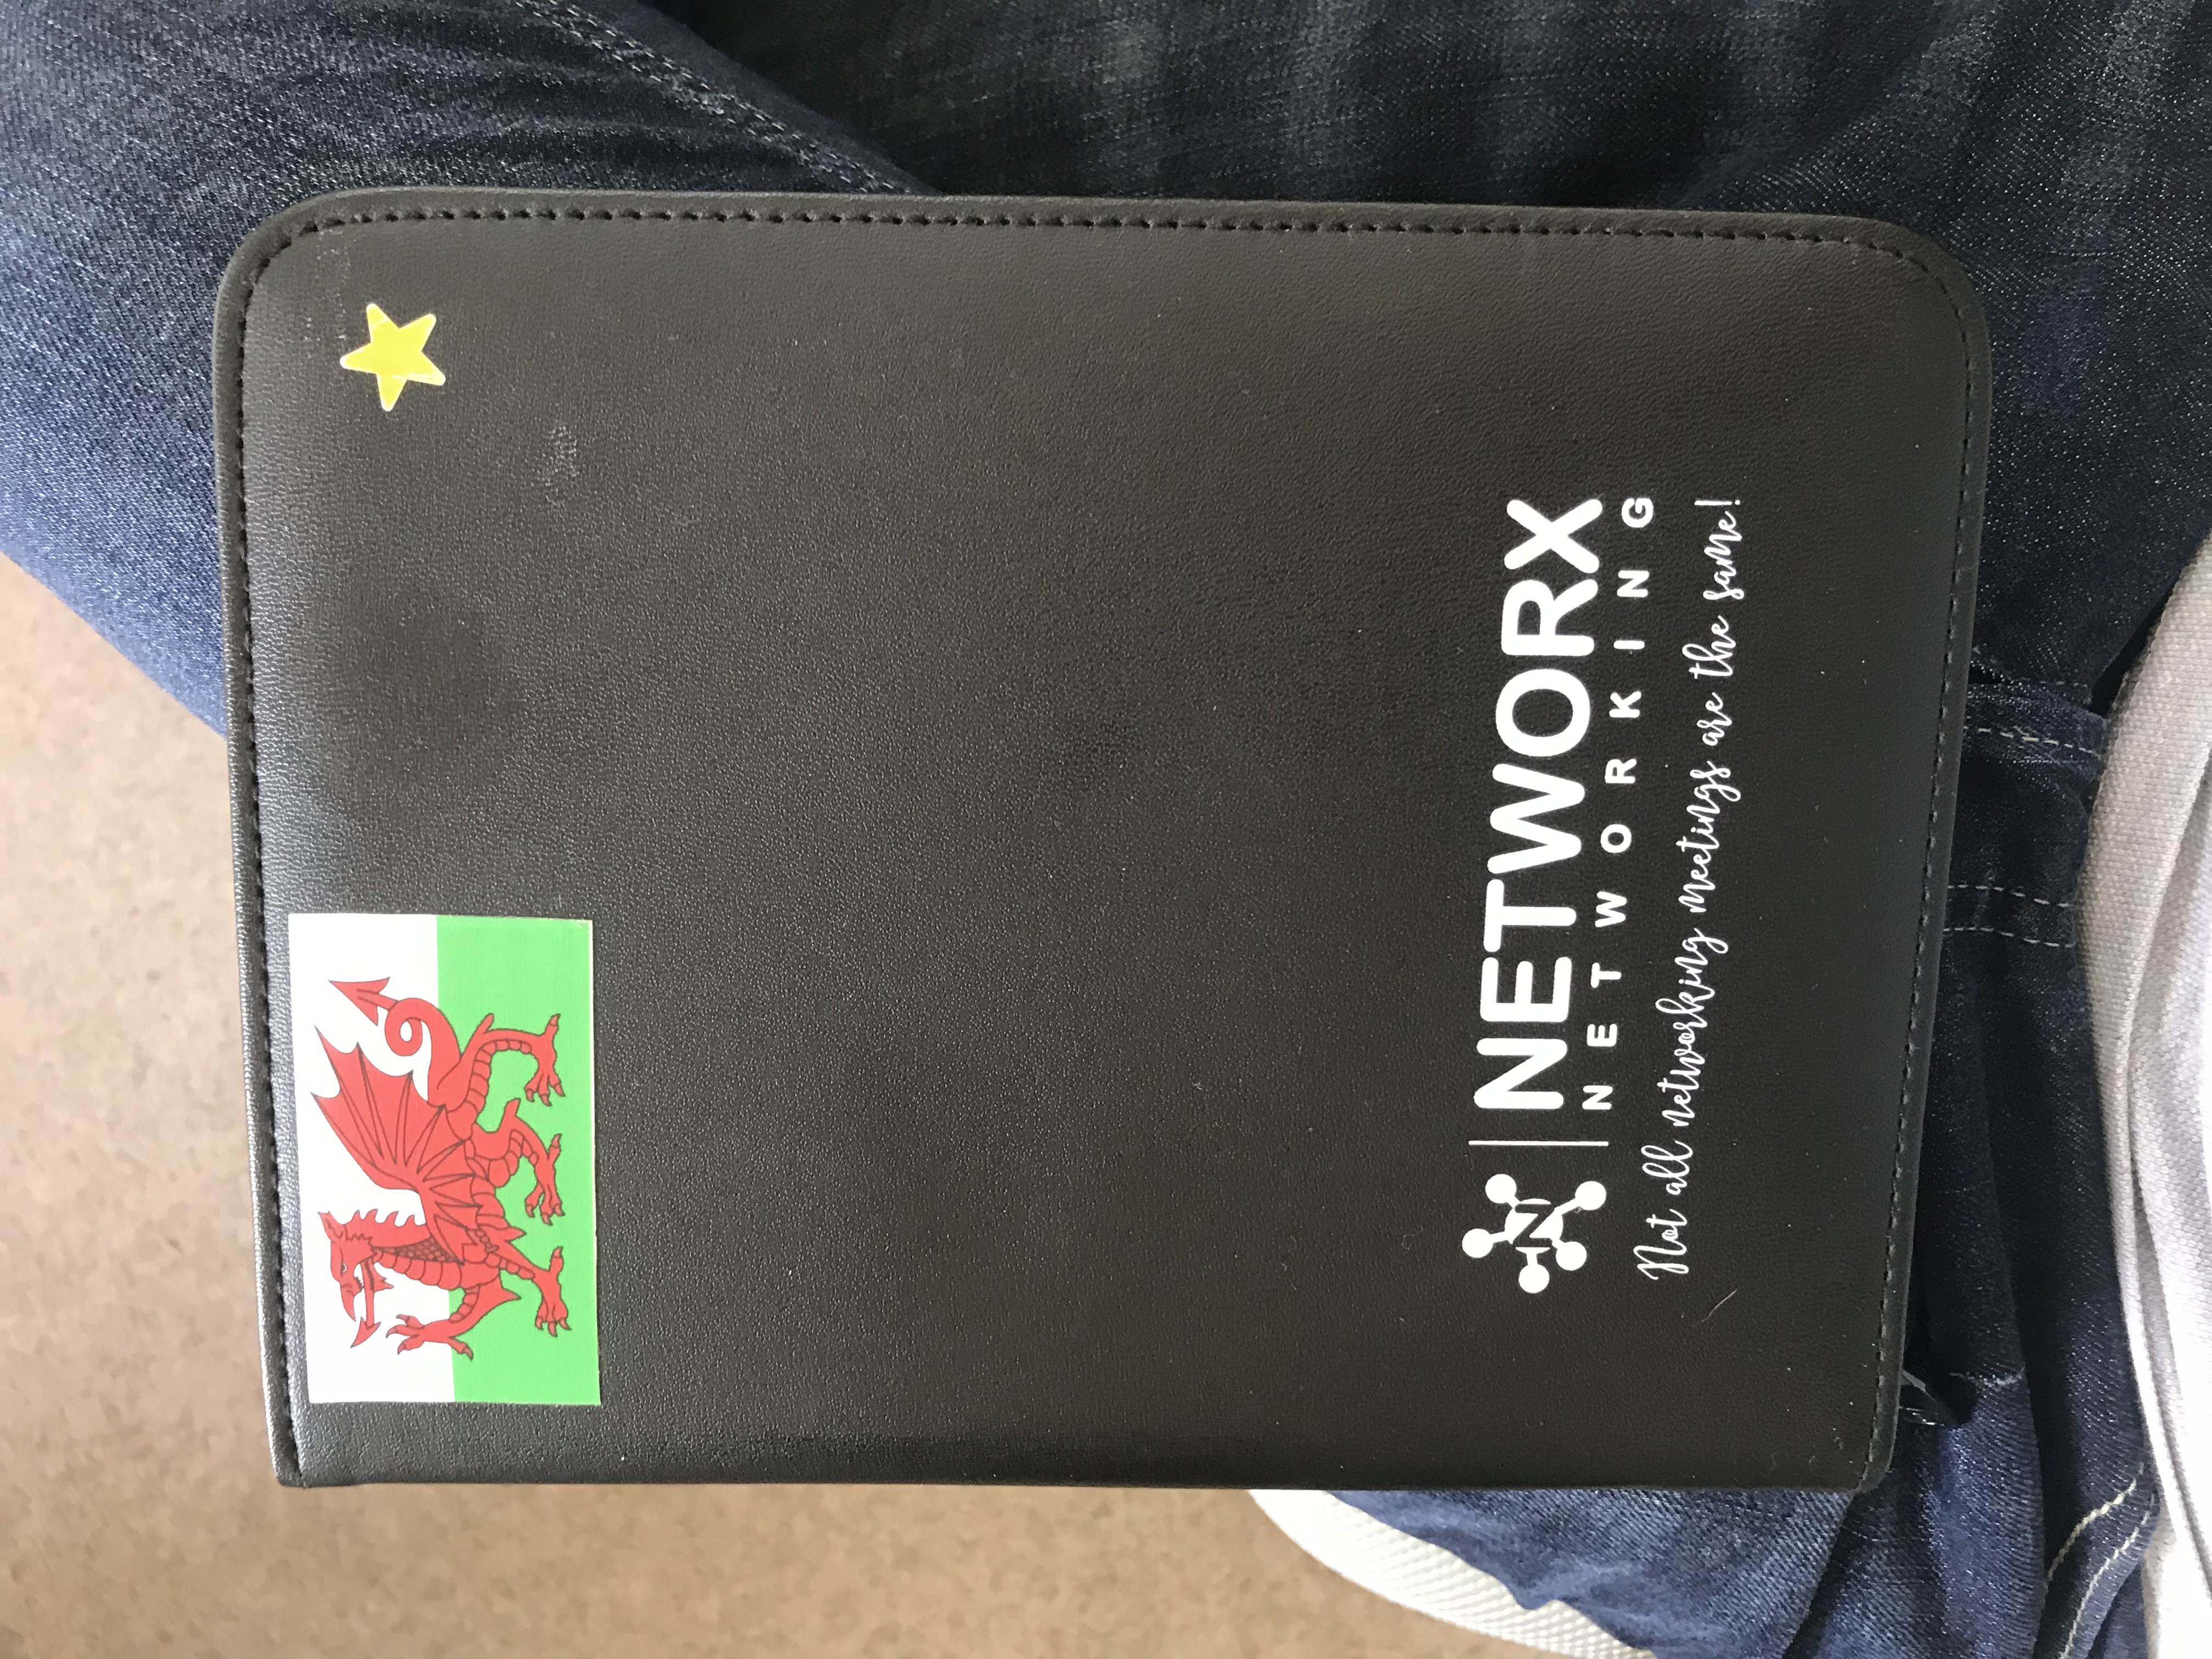 N
NETWORX
NETWORKING
Not all networking meetings are the same!